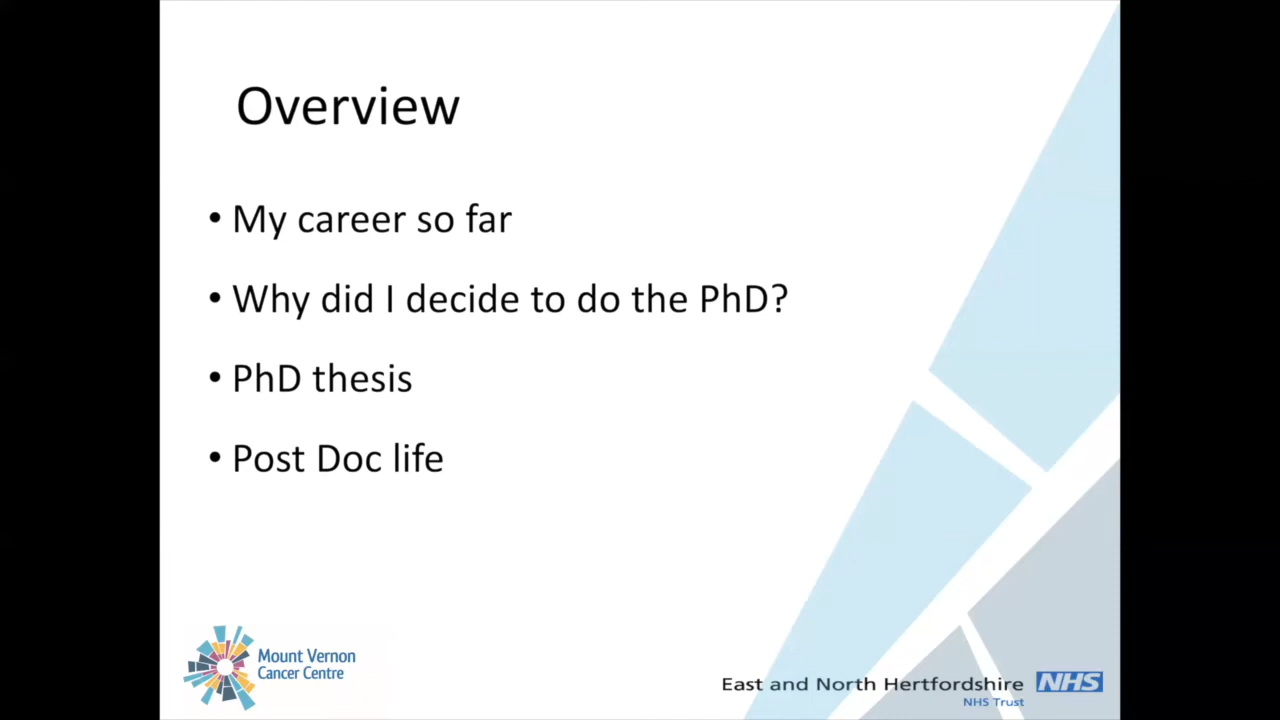 Overview
• My career so far
• Why did I decide to do the PhD?
• PhD thesis
• Post Doc life
Mount Vernon
Cancer Centre
East and North Hertfordshire NHS
NHS Trust